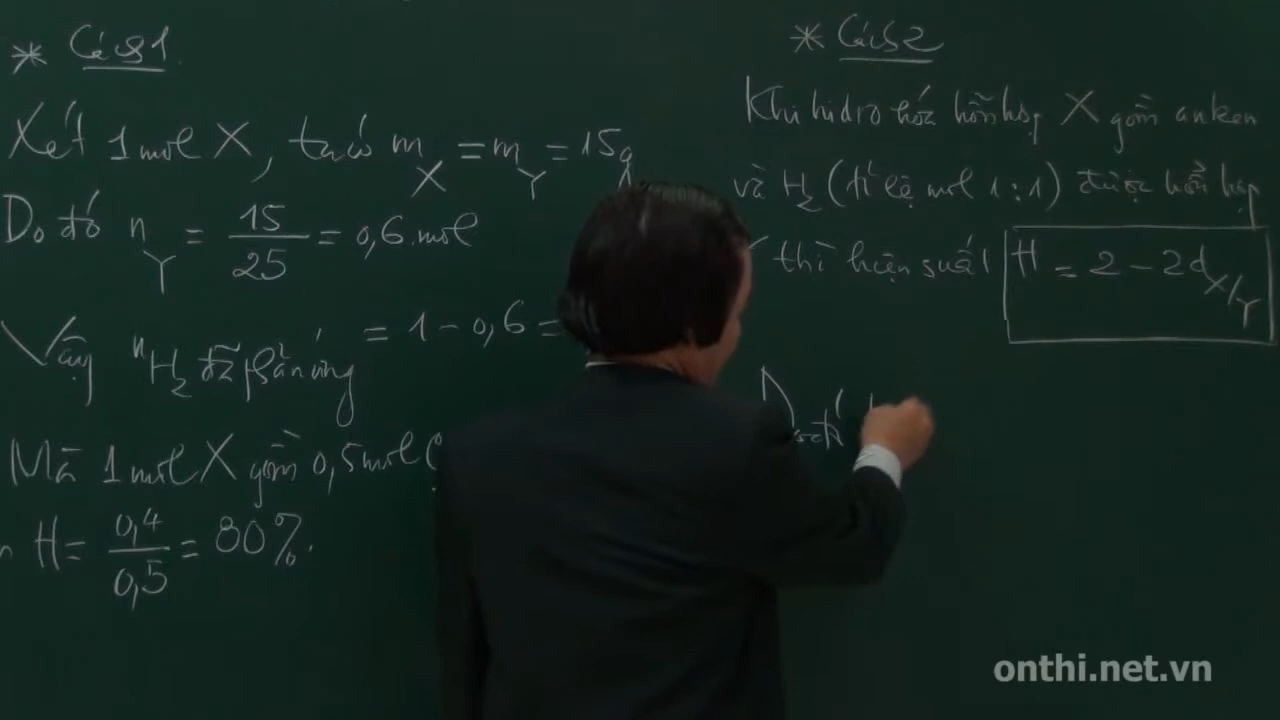 * Cách 1
Xét 1 mol X, ta có m_X = m_Y = 15g
Do đó n_Y = 15/25 = 0,6 mol
Vậy n_H₂ đã phản ứng = 1 - 0,6 =
Mà 1 mol X gồm 0,5 mol
H = 0,4/0,5 = 80%.
* Cách 2
Khi hidro hóa hỗn hợp X gồm anken
và H₂ (tỉ lệ mol 1:1) được hỗn hợp
thì hiệu suất H = 2 - 2d_X/Y
Do đó
onthi.net.vn